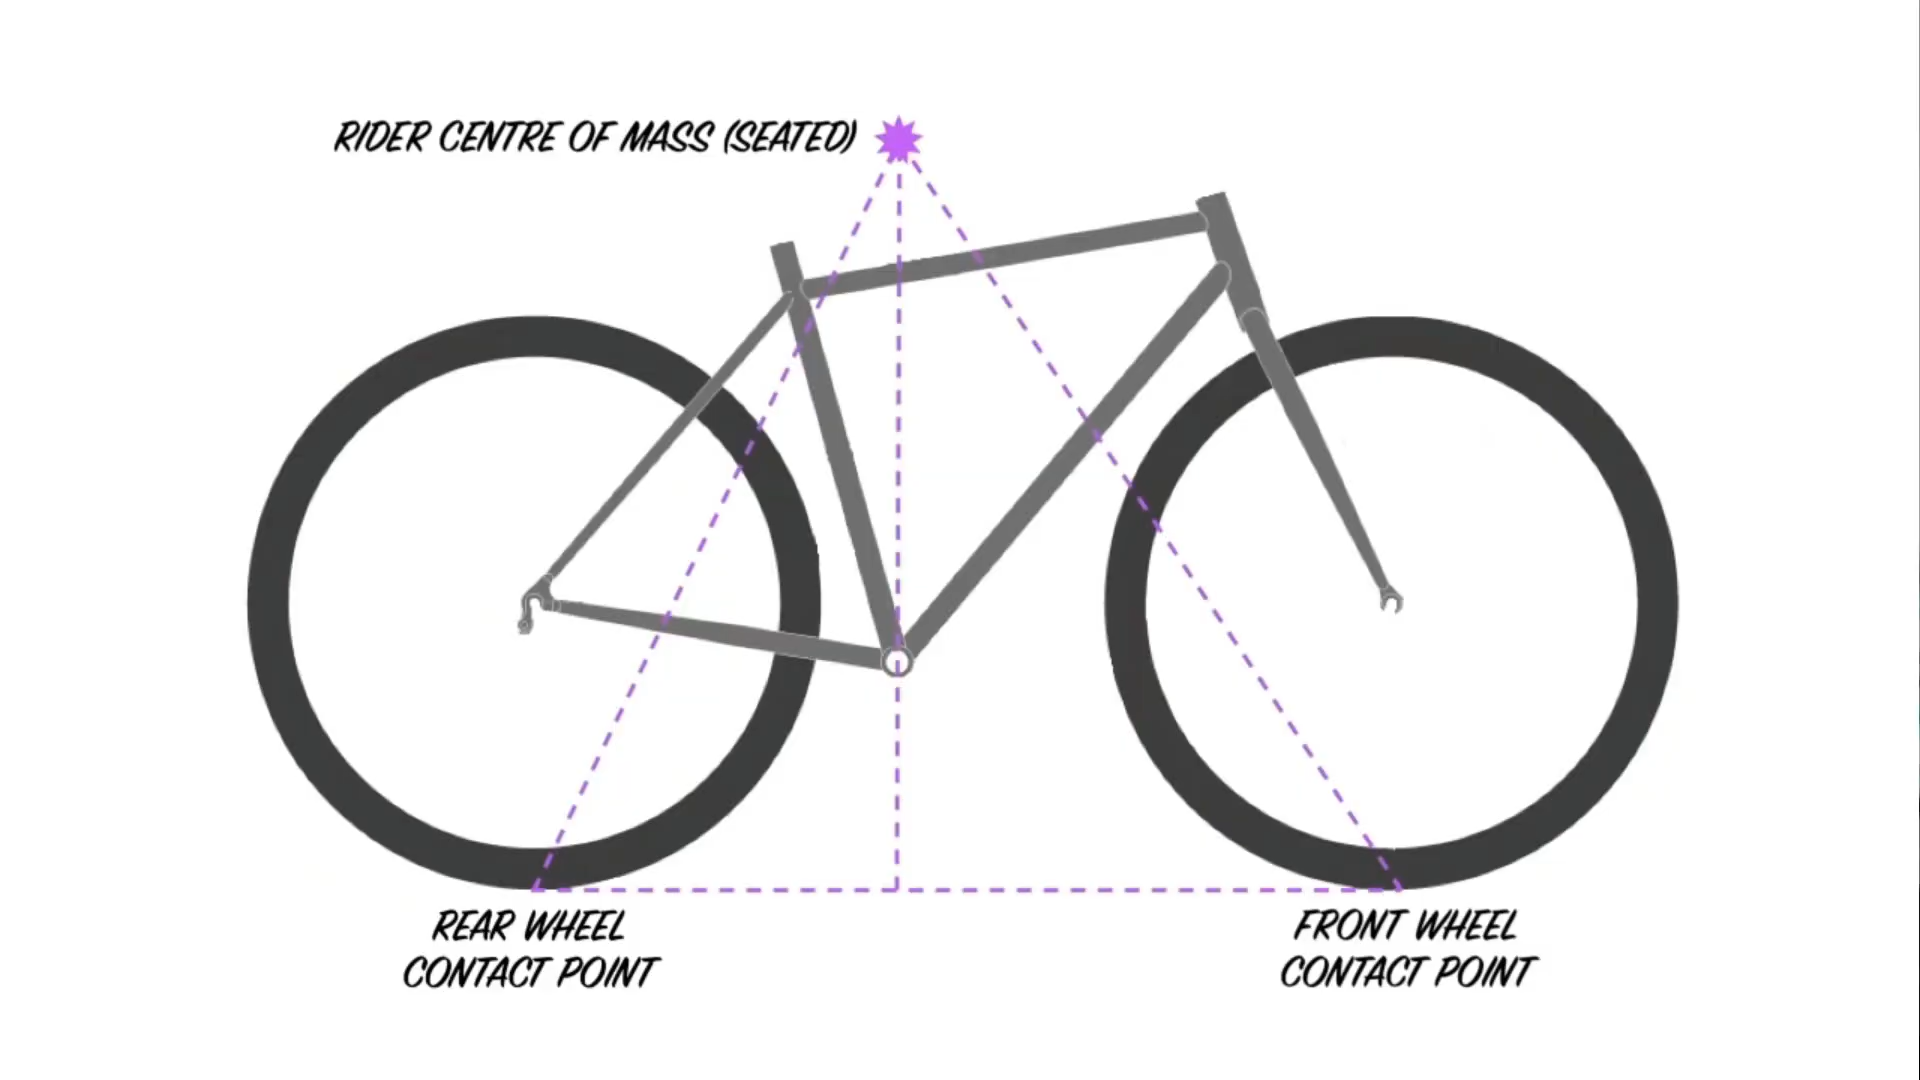 RIDER CENTRE OF MASS (SEATED)
REAR WHEEL
CONTACT POINT
FRONT WHEEL
CONTACT POINT